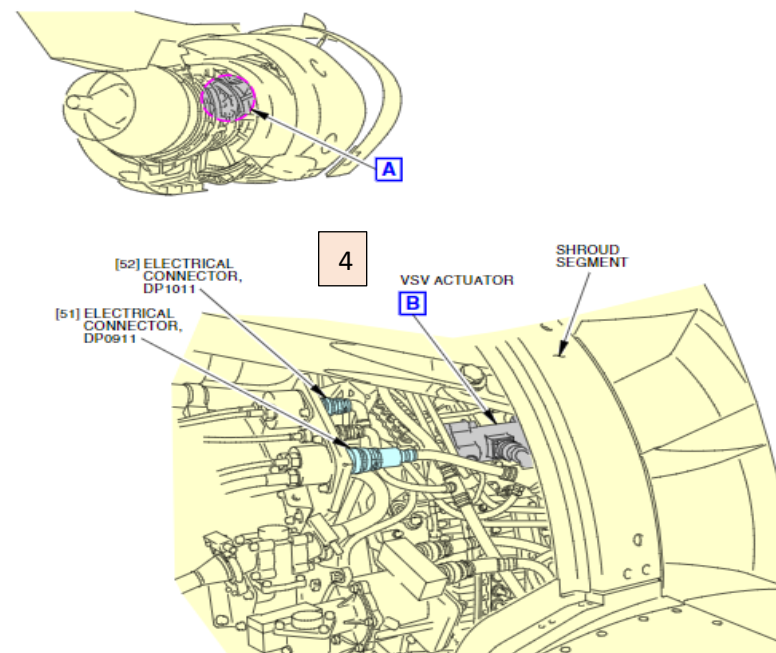 A
4
[52] ELECTRICAL
CONNECTOR,
DP1011
[51] ELECTRICAL
CONNECTOR,
DP0911
VSV ACTUATOR
B
SHROUD
SEGMENT